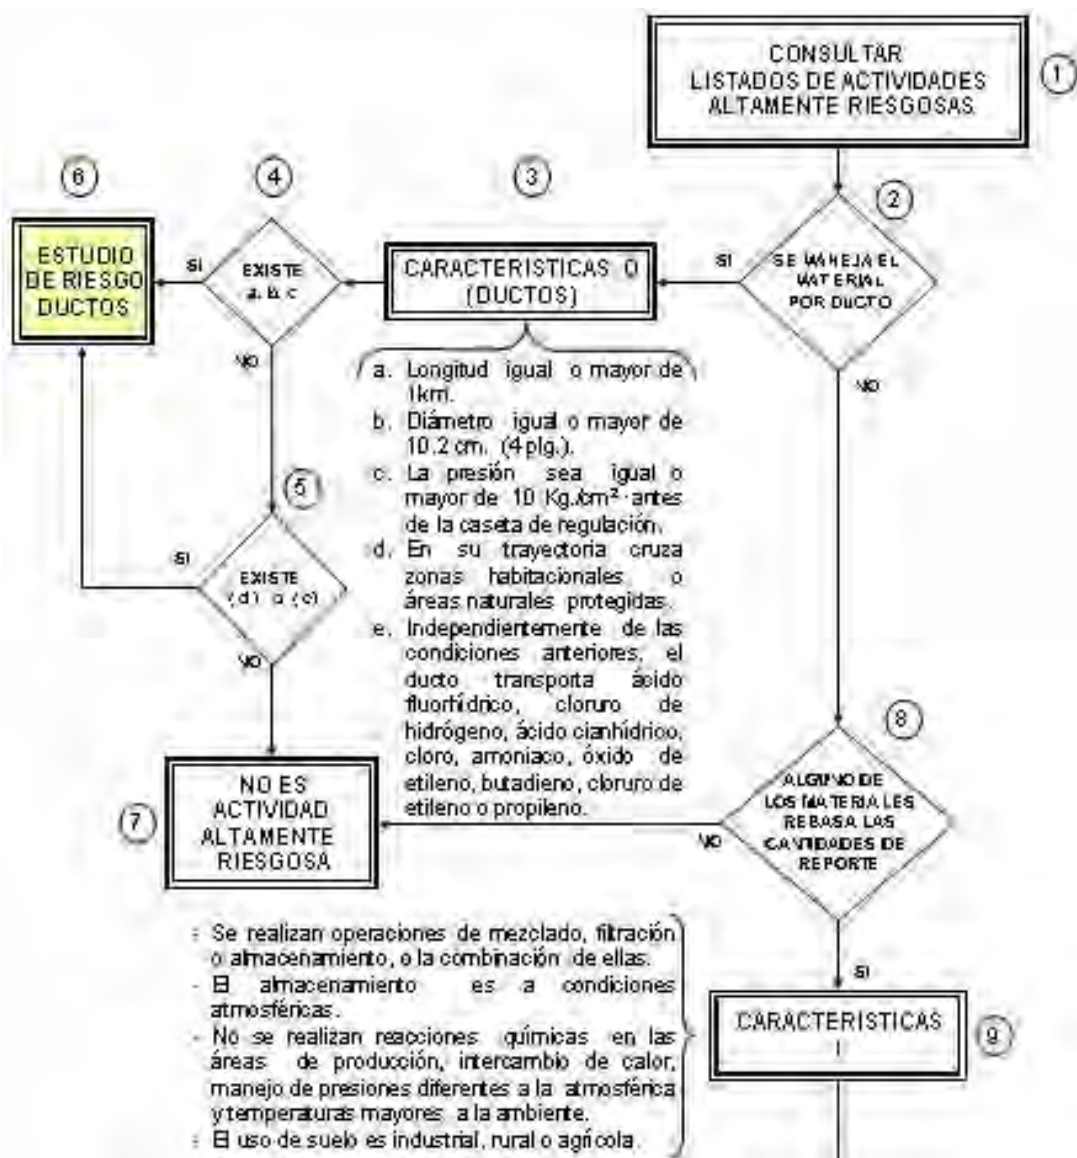 CONSULTAR
LISTADOS DE ACTIVIDADES
ALTAMENTE RIESGOSAS
1
2
SE MANEJA EL
MATERIAL
POR DUCTO
SI
NO
3
CARACTERISTICAS 0
(DUCTOS)
4
EXISTE
a, b, c
SI
NO
6
ESTUDIO
DE RIESGO
DUCTOS
a. Longitud igual o mayor de
1km.
b. Diámetro igual o mayor de
10.2 cm. (4 plg.).
c. La presión sea igual o
mayor de 10 Kg./cm² antes
de la caseta de regulación.
d. En su trayectoria cruza
zonas habitacionales o
áreas naturales protegidas.
e. Independientemente de las
condiciones anteriores, el
ducto transporta ácido
fluorhídrico, cloruro de
hidrógeno, ácido cianhídrico,
cloro, amoniaco, óxido de
etileno, butadieno, cloruro de
etileno o propileno.
5
EXISTE
(d) o (e)
SI
NO
7
NO ES
ACTIVIDAD
ALTAMENTE
RIESGOSA
8
ALGUNO DE
LOS MATERIALES
REBASA LAS
CANTIDADES DE
REPORTE
NO
SI
CARACTERISTICAS
I
9
- Se realizan operaciones de mezclado, filtración
o almacenamiento, o la combinación de ellas.
- El almacenamiento es a condiciones
atmosféricas.
- No se realizan reacciones químicas en las
áreas de producción, intercambio de calor,
manejo de presiones diferentes a la atmosférica
y temperaturas mayores a la ambiente.
- El uso de suelo es industrial, rural o agrícola.